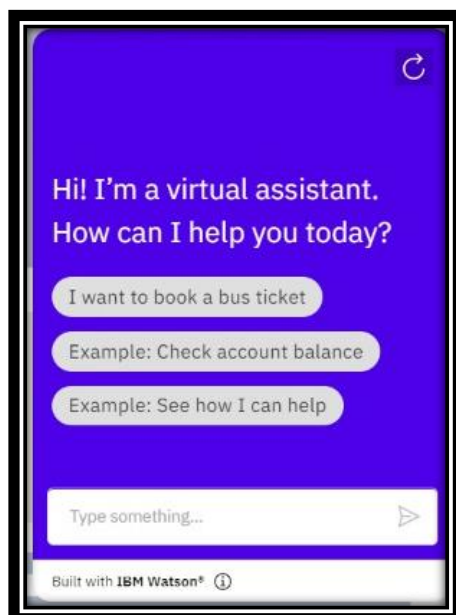 Hi! I'm a virtual assistant.
How can I help you today?
I want to book a bus ticket
Example: Check account balance
Example: See how I can help
Type something...
Built with IBM Watson®